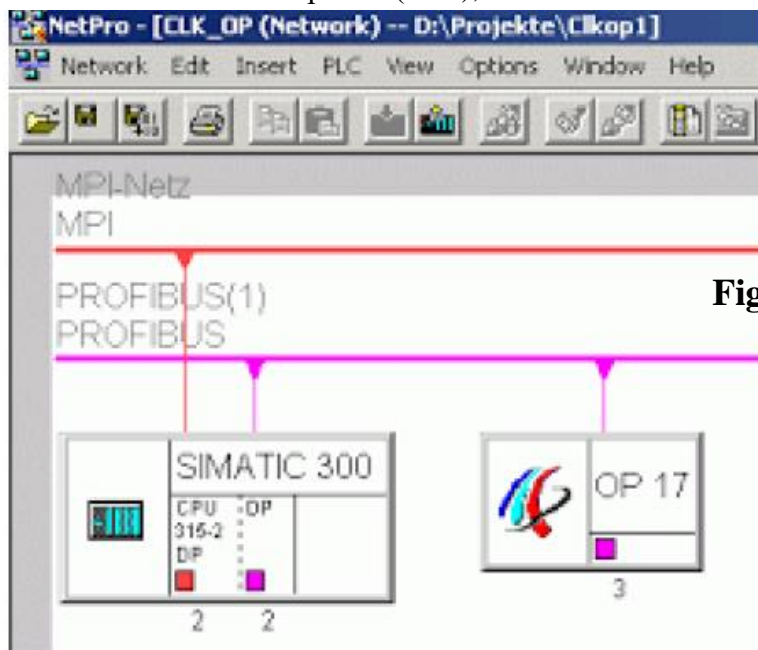 NetPro - [CLK_OP (Network) -- D:\Projekte\Clkop1]
Network Edit Insert PLC View Options Window Help
MPI-Netz
MPI
PROFIBUS(1)
PROFIBUS
Fig
SIMATIC 300
CPU 315-2 DP
DP
2 2
OP 17
3